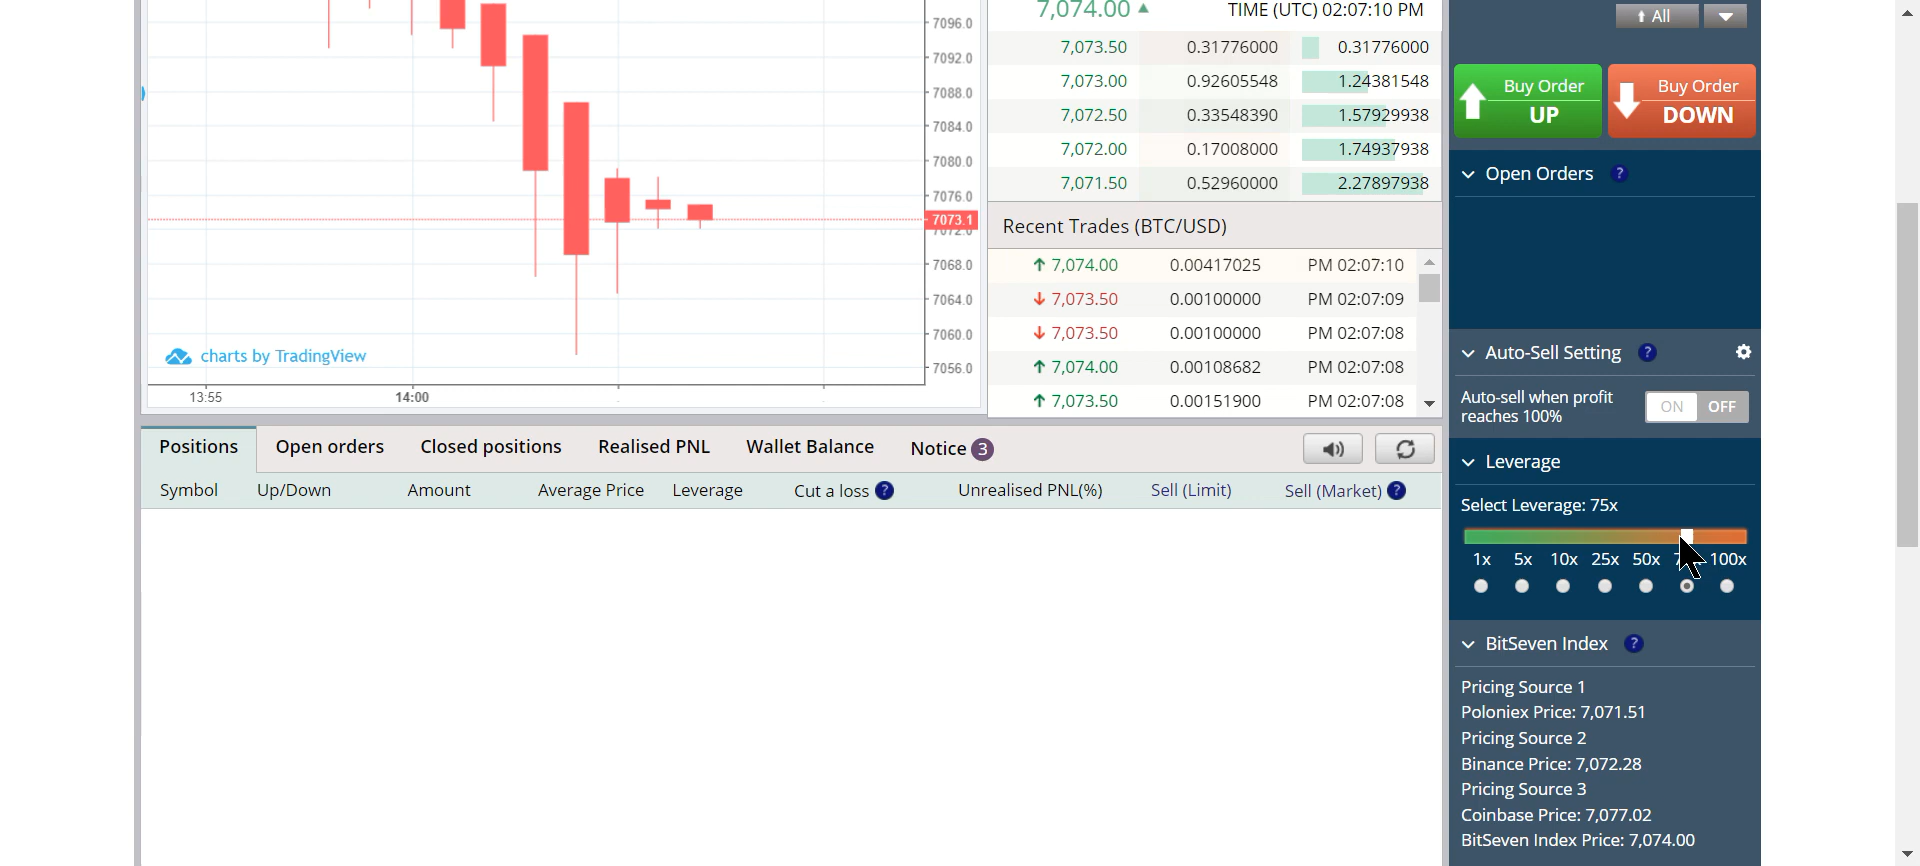 7096.0
7092.0
7088.0
7084.0
7080.0
7076.0
7073.1
7072.0
7068.0
7064.0
7060.0
7056.0
charts by TradingView
13:55 14:00
7,074.00 TIME (UTC) 02:07:10 PM
7,073.50 0.31776000 0.31776000
7,073.00 0.92605548 1.24381548
7,072.50 0.33548390 1.57929938
7,072.00 0.17008000 1.74937938
7,071.50 0.52960000 2.27897938
Recent Trades (BTC/USD)
↑ 7,074.00 0.00417025 PM 02:07:10
↓ 7,073.50 0.00100000 PM 02:07:09
↓ 7,073.50 0.00100000 PM 02:07:08
↑ 7,074.00 0.00108682 PM 02:07:08
↑ 7,073.50 0.00151900 PM 02:07:08
Positions Open orders Closed positions Realised PNL Wallet Balance Notice 3
Symbol Up/Down Amount Average Price Leverage Cut a loss ? Unrealised PNL(%) Sell (Limit) Sell (Market) ?
All
Buy Order
UP
Buy Order
DOWN
Open Orders ?
Auto-Sell Setting ?
Auto-sell when profit
reaches 100%
ON OFF
Leverage
Select Leverage: 75x
1x 5x 10x 25x 50x 100x
BitSeven Index ?
Pricing Source 1
Poloniex Price: 7,071.51
Pricing Source 2
Binance Price: 7,072.28
Pricing Source 3
Coinbase Price: 7,077.02
BitSeven Index Price: 7,074.00